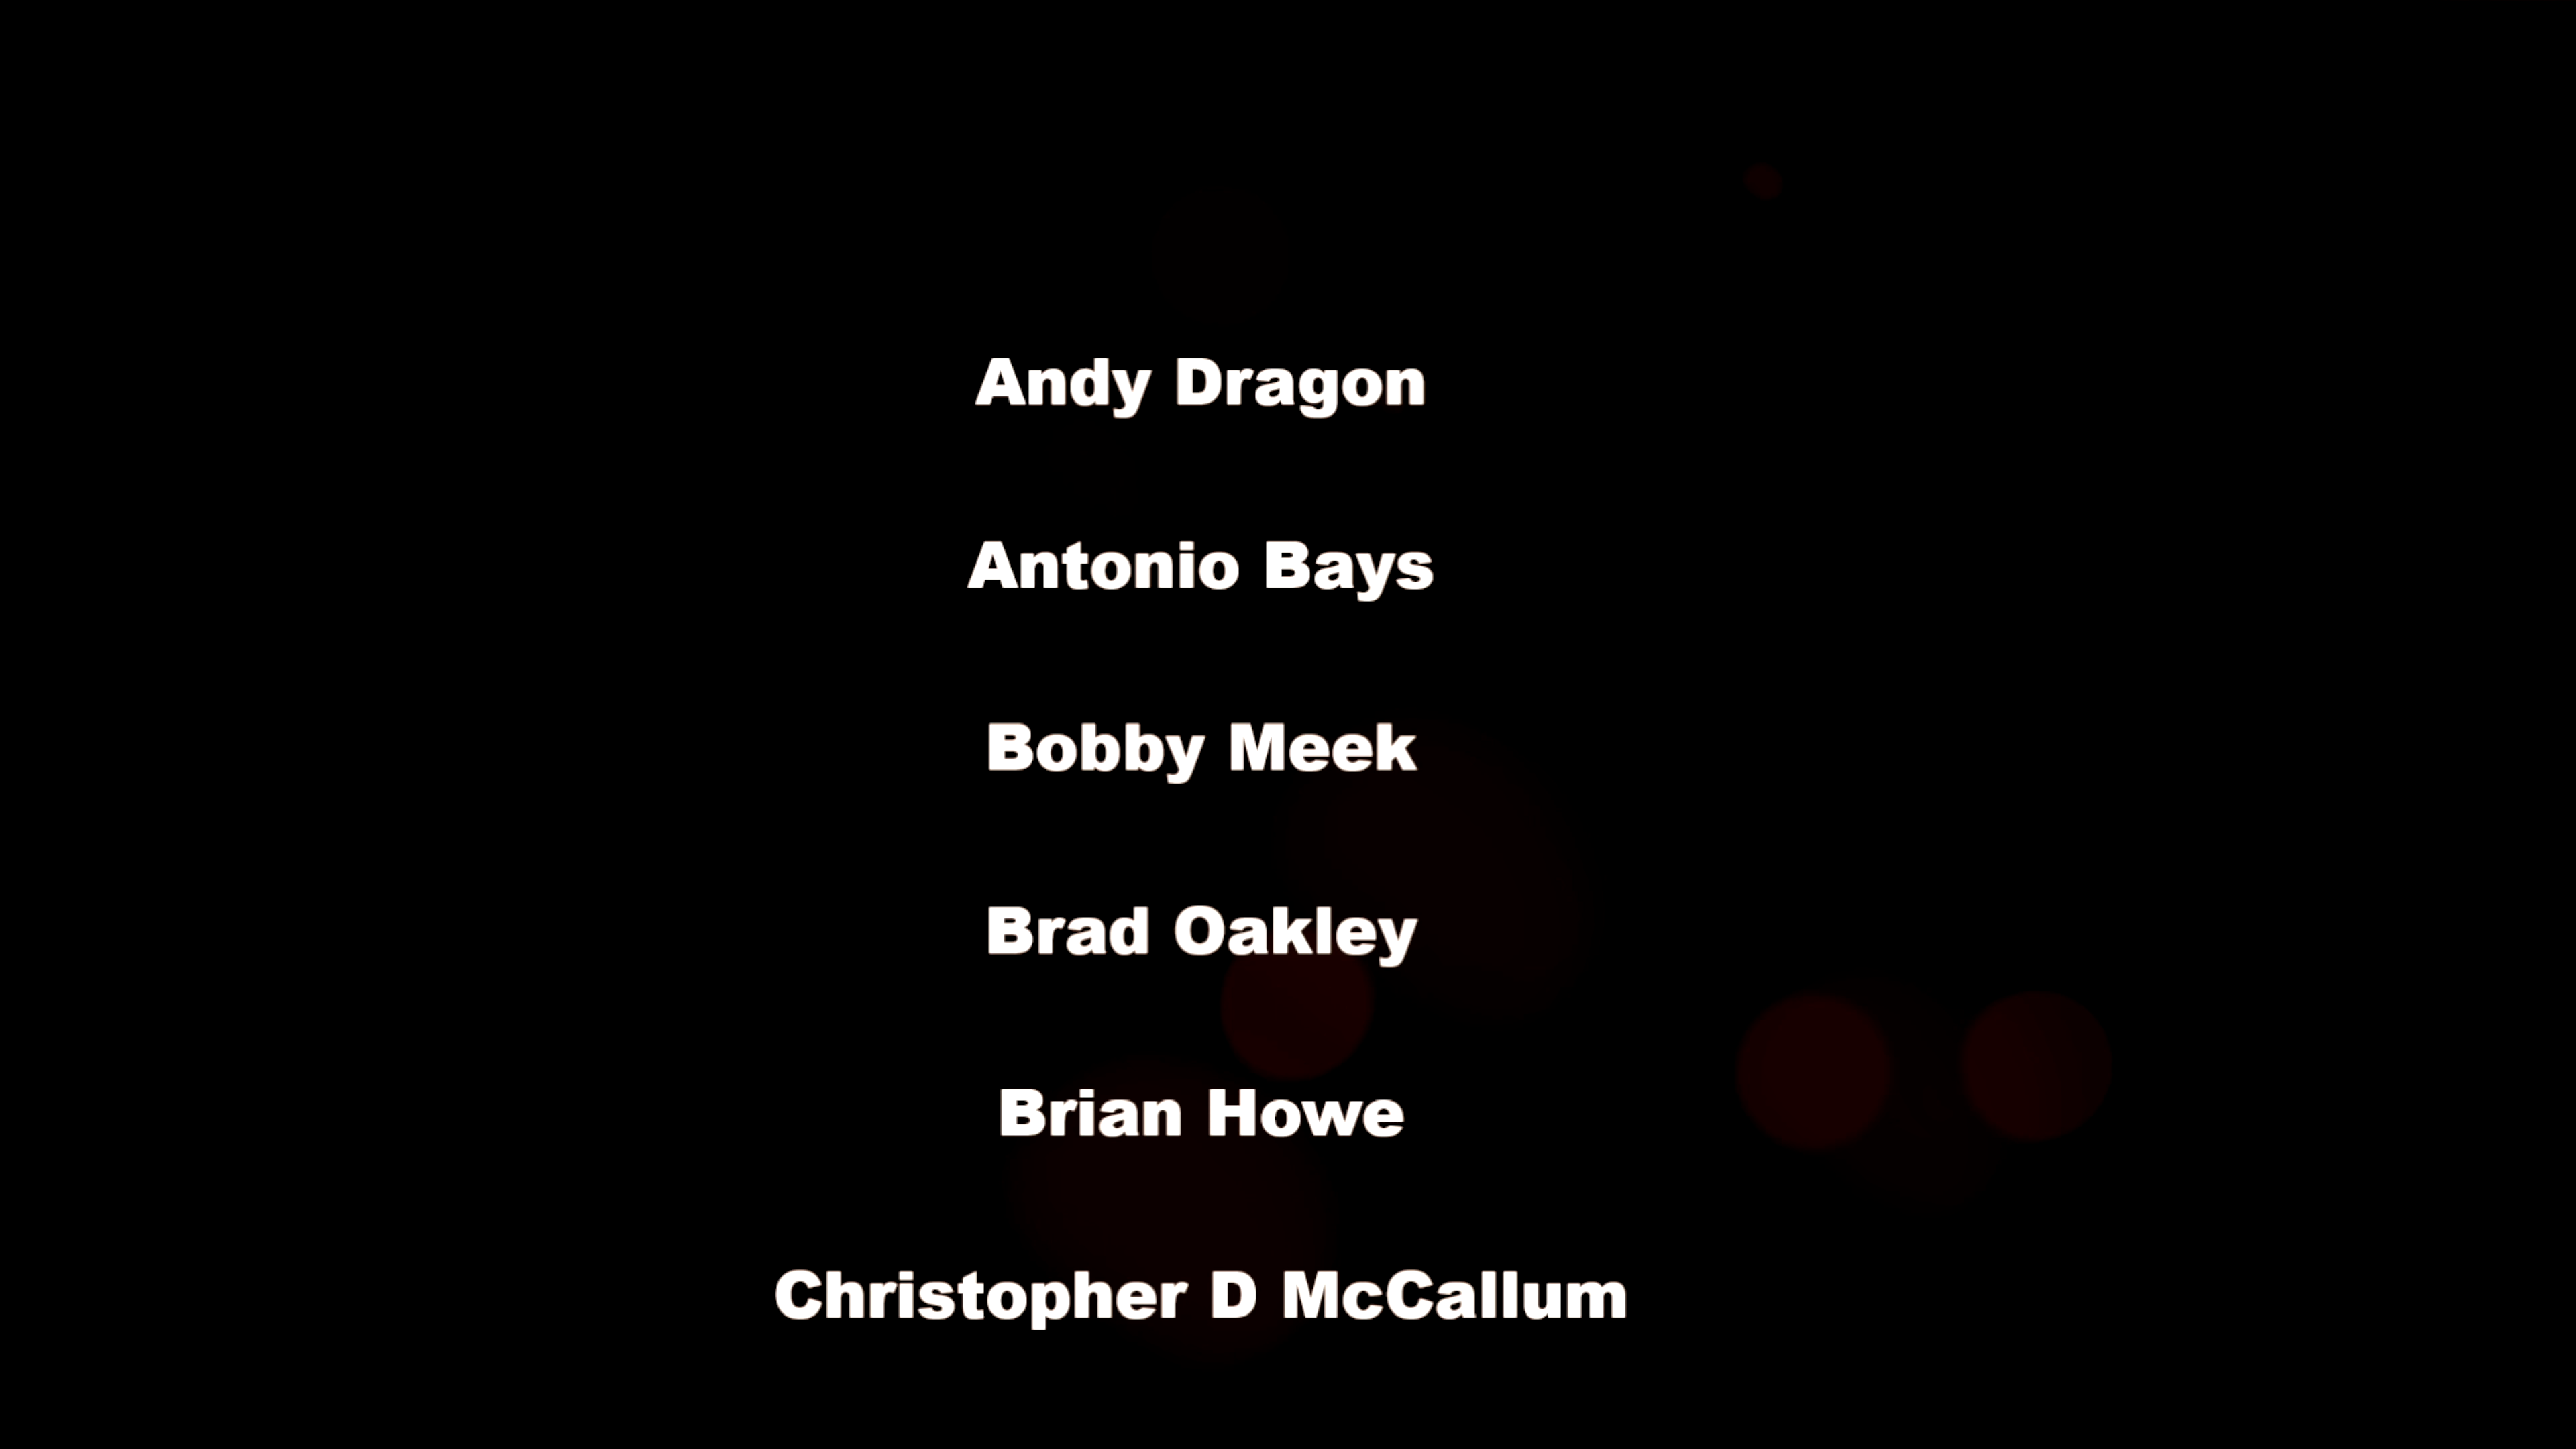 Andy Dragon
Antonio Bays
Bobby Meek
Brad Oakley
Brian Howe
Christopher D McCallum